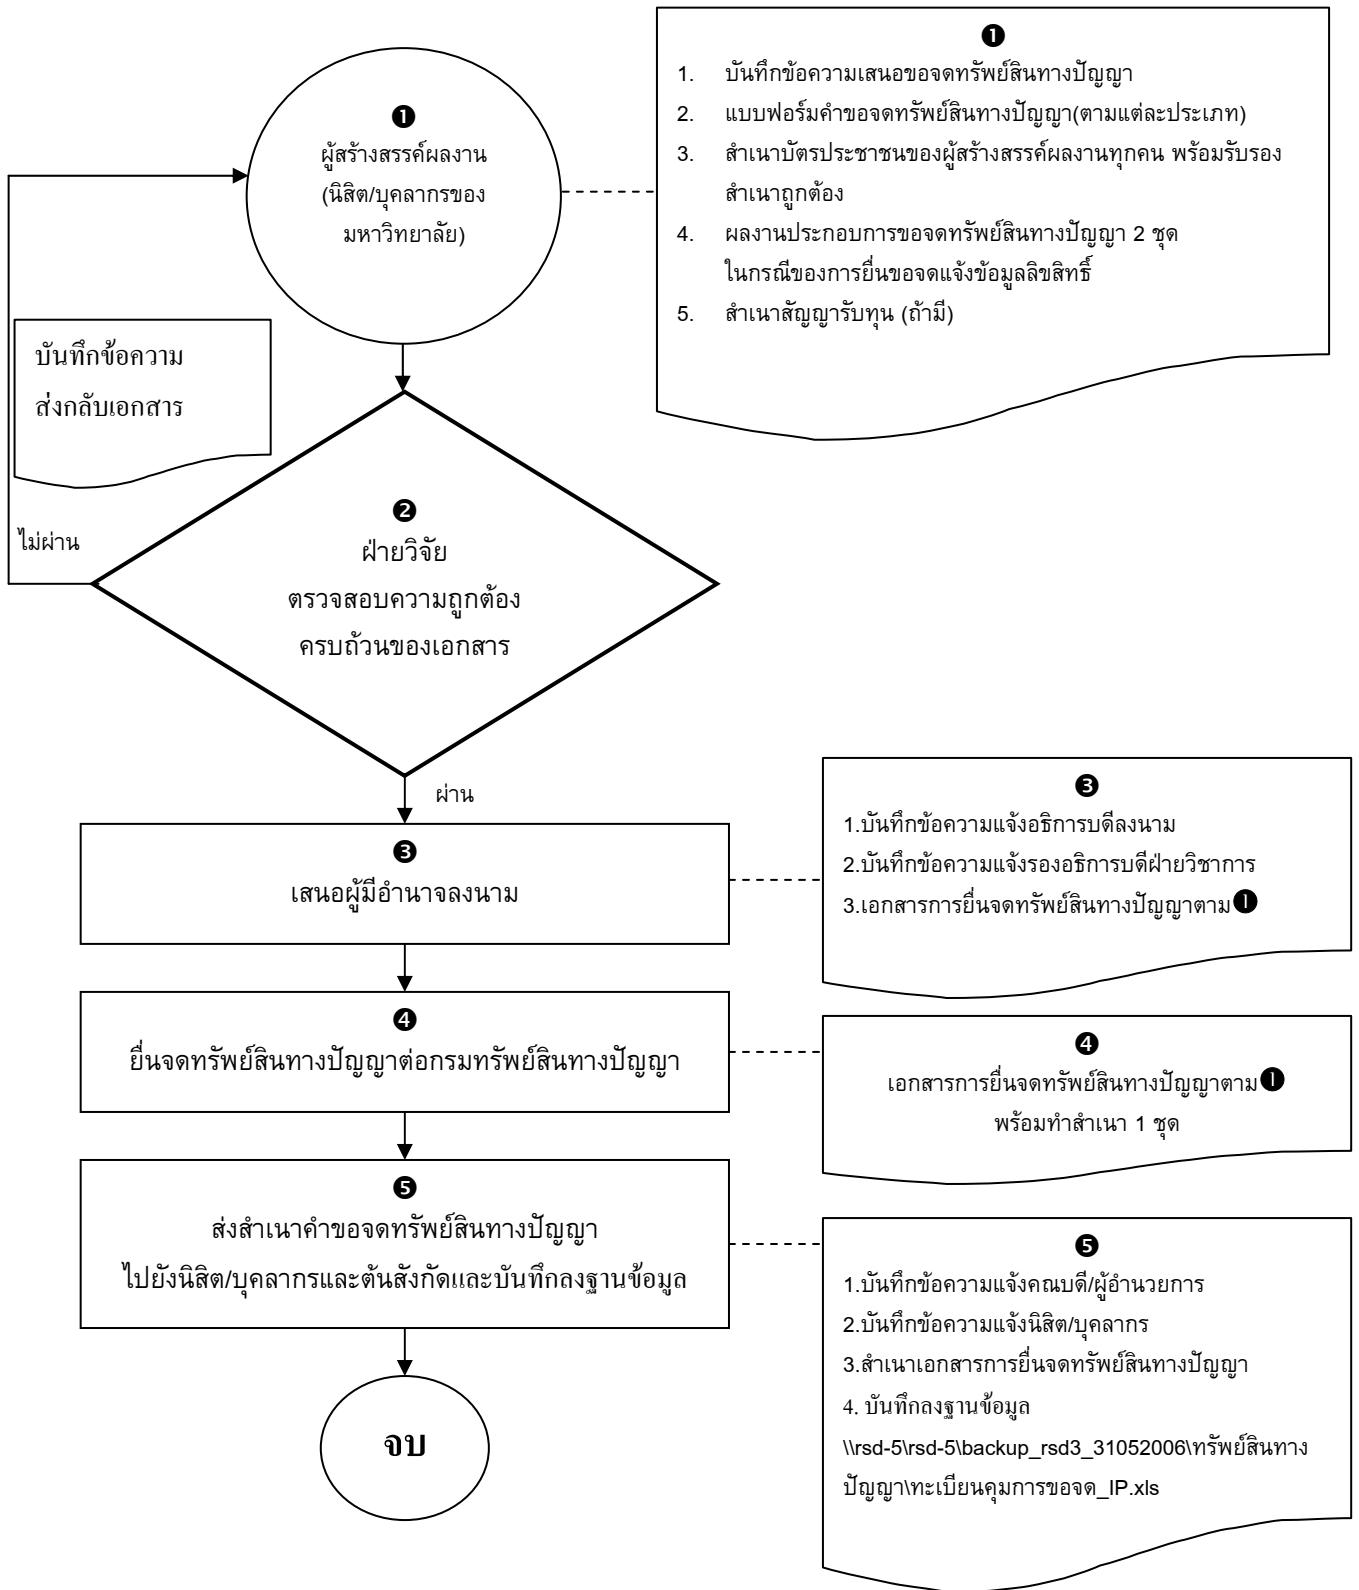 ❶
ผู้สร้างสรรค์ผลงาน
(นิสิต/บุคลากรของ
มหาวิทยาลัย)
❶
1. บันทึกข้อความเสนอขอจดทรัพย์สินทางปัญญา
2. แบบฟอร์มคำขอจดทรัพย์สินทางปัญญา(ตามแต่ละประเภท)
3. สำเนาบัตรประชาชนของผู้สร้างสรรค์ผลงานทุกคน พร้อมรับรอง
สำเนาถูกต้อง
4. ผลงานประกอบการขอจดทรัพย์สินทางปัญญา 2 ชุด
ในกรณีของการยื่นขอจดแจ้งข้อมูลลิขสิทธิ์
5. สำเนาสัญญารับทุน (ถ้ามี)
บันทึกข้อความ
ส่งกลับเอกสาร
ไม่ผ่าน
❷
ฝ่ายวิจัย
ตรวจสอบความถูกต้อง
ครบถ้วนของเอกสาร
ผ่าน
❸
เสนอผู้มีอำนาจลงนาม
❸
1.บันทึกข้อความแจ้งอธิการบดีลงนาม
2.บันทึกข้อความแจ้งรองอธิการบดีฝ่ายวิชาการ
3.เอกสารการยื่นจดทรัพย์สินทางปัญญาตาม❶
❹
ยื่นจดทรัพย์สินทางปัญญาต่อกรมทรัพย์สินทางปัญญา
❹
เอกสารการยื่นจดทรัพย์สินทางปัญญาตาม❶
พร้อมทำสำเนา 1 ชุด
❺
ส่งสำเนาคำขอจดทรัพย์สินทางปัญญา
ไปยังนิสิต/บุคลากรและต้นสังกัดและบันทึกลงฐานข้อมูล
❺
1.บันทึกข้อความแจ้งคณบดี/ผู้อำนวยการ
2.บันทึกข้อความแจ้งนิสิต/บุคลากร
3.สำเนาเอกสารการยื่นจดทรัพย์สินทางปัญญา
4. บันทึกลงฐานข้อมูล
\\rsd-5\rsd-5\backup_rsd3_31052006\ทรัพย์สินทาง
ปัญญา\ทะเบียนคุมการขอจด_IP.xls
จบ